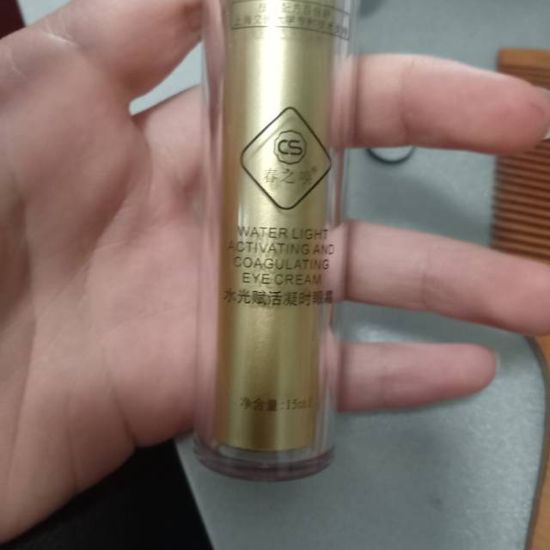 CS
春之唤®
WATER LIGHT
ACTIVATING AND
COAGULATING
EYE CREAM
水光赋活凝时眼霜
净含量:15ml